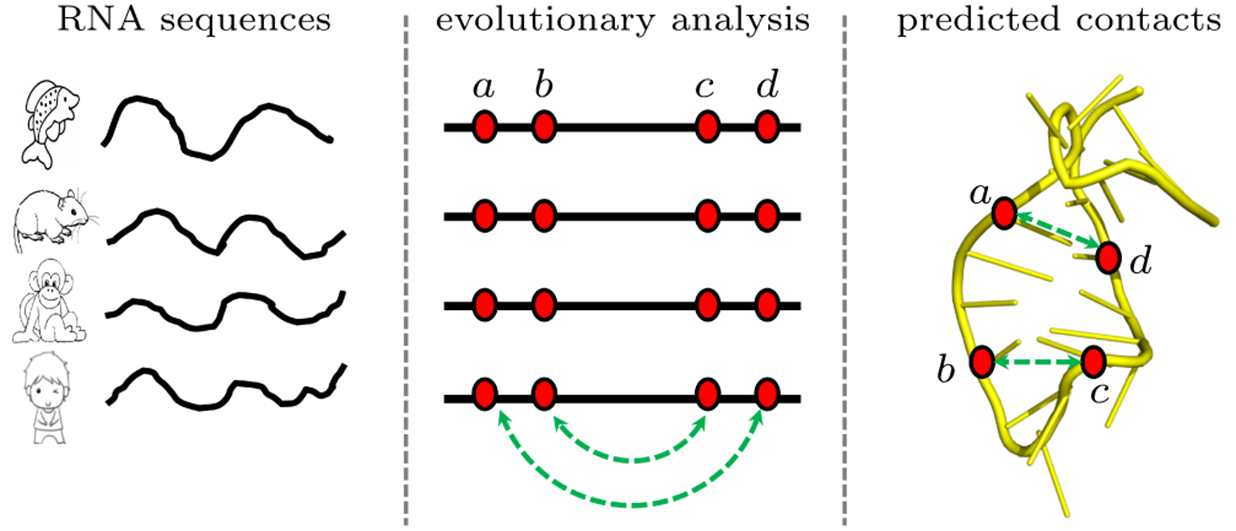 RNA sequences
evolutionary analysis
predicted contacts
a b c d
a
d
b
c